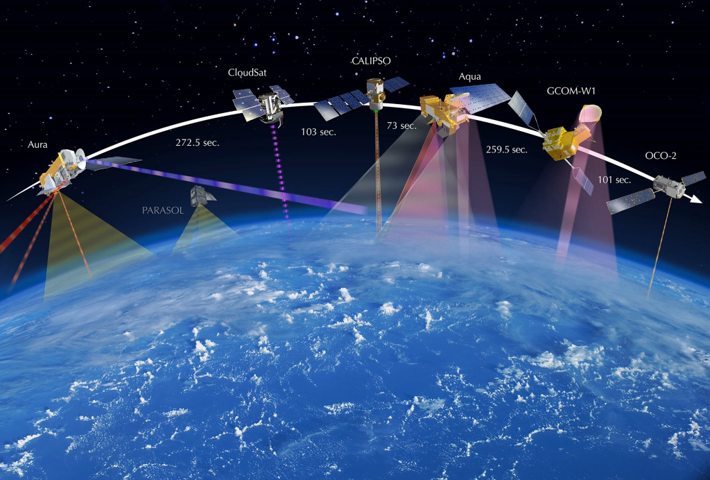 CALIPSO
CloudSat
Aqua
GCOM-W1
Aura
272.5 sec.
103 sec.
73 sec.
259.5 sec.
OCO-2
101 sec.
PARASOL